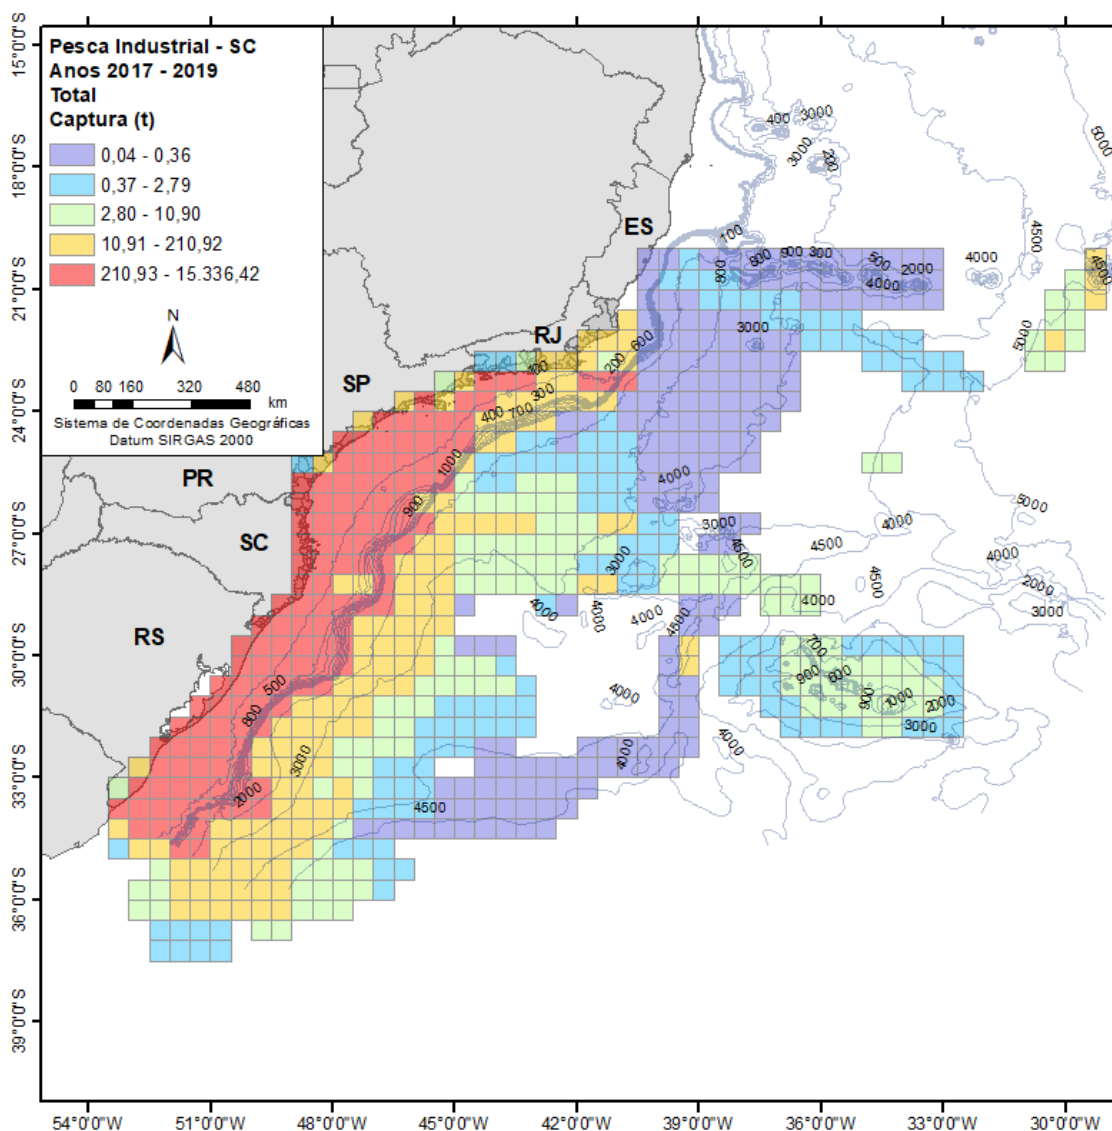 Pesca Industrial - SC
Anos 2017 - 2019
Total
Captura (t)
0,04 - 0,36
0,37 - 2,79
2,80 - 10,90
10,91 - 210,92
210,93 - 15.336,42
N
0 80 160 320 480
km
Sistema de Coordenadas Geográficas
Datum SIRGAS 2000
ES
RJ
SP
PR
SC
RS
400 3000
3000
200
5000
100
4500
800 800 900 300 500 2000
4000
4000
4500
3000
5000
600
200
100
300
400 700
1000
900
4000
5000
3000
4000
4500
4500
3000
4000
2000
4500
3000
4000
4000
4000
4000
4500
700
900 600
500
800
4000
800
1000
2000
3000
4000
3000
4000
2000
4500
15°0'0"S
18°0'0"S
21°0'0"S
24°0'0"S
27°0'0"S
30°0'0"S
33°0'0"S
36°0'0"S
39°0'0"S
54°0'0"W 51°0'0"W 48°0'0"W 45°0'0"W 42°0'0"W 39°0'0"W 36°0'0"W 33°0'0"W 30°0'0"W